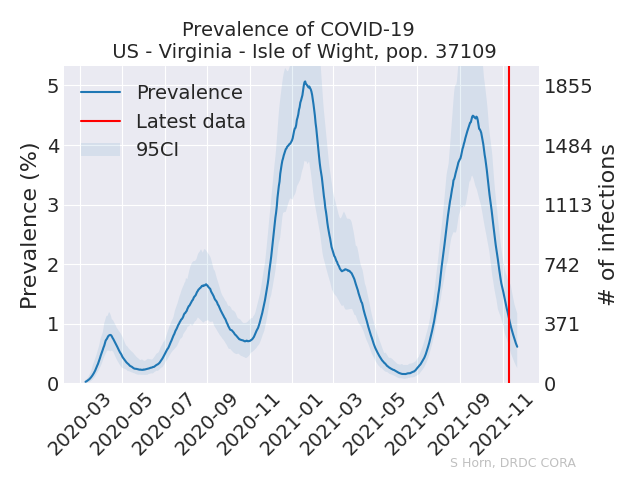 Prevalence of COVID-19
US - Virginia - Isle of Wight, pop. 37109
Prevalence
Latest data
95CI
Prevalence (%)
5
4
3
2
1
0
1855
1484
1113
742
371
0
# of infections
2020-03
2020-05
2020-07
2020-09
2020-11
2021-01
2021-03
2021-05
2021-07
2021-09
2021-11
S Horn, DRDC CORA